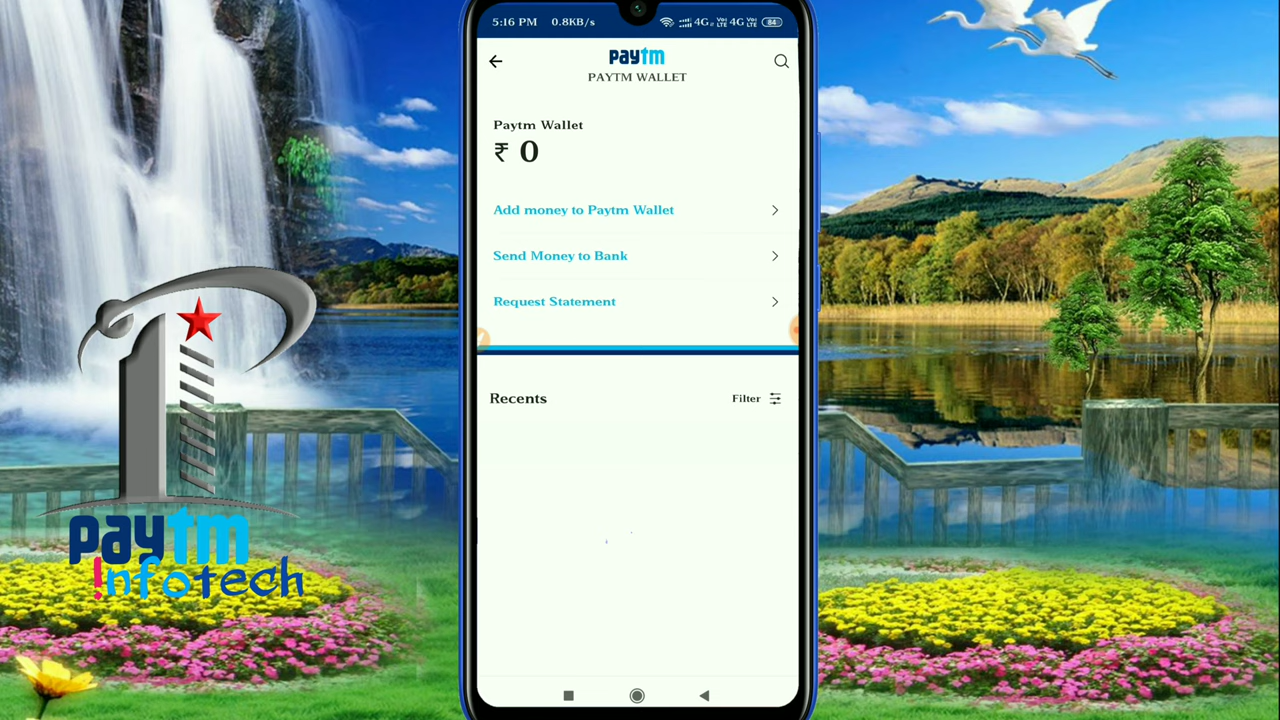 5:16 PM 0.8KB/s 4G 4G 84
paytm
PAYTM WALLET
Paytm Wallet
₹ 0
Add money to Paytm Wallet
Send Money to Bank
Request Statement
Recents
Filter
paytm
infotech